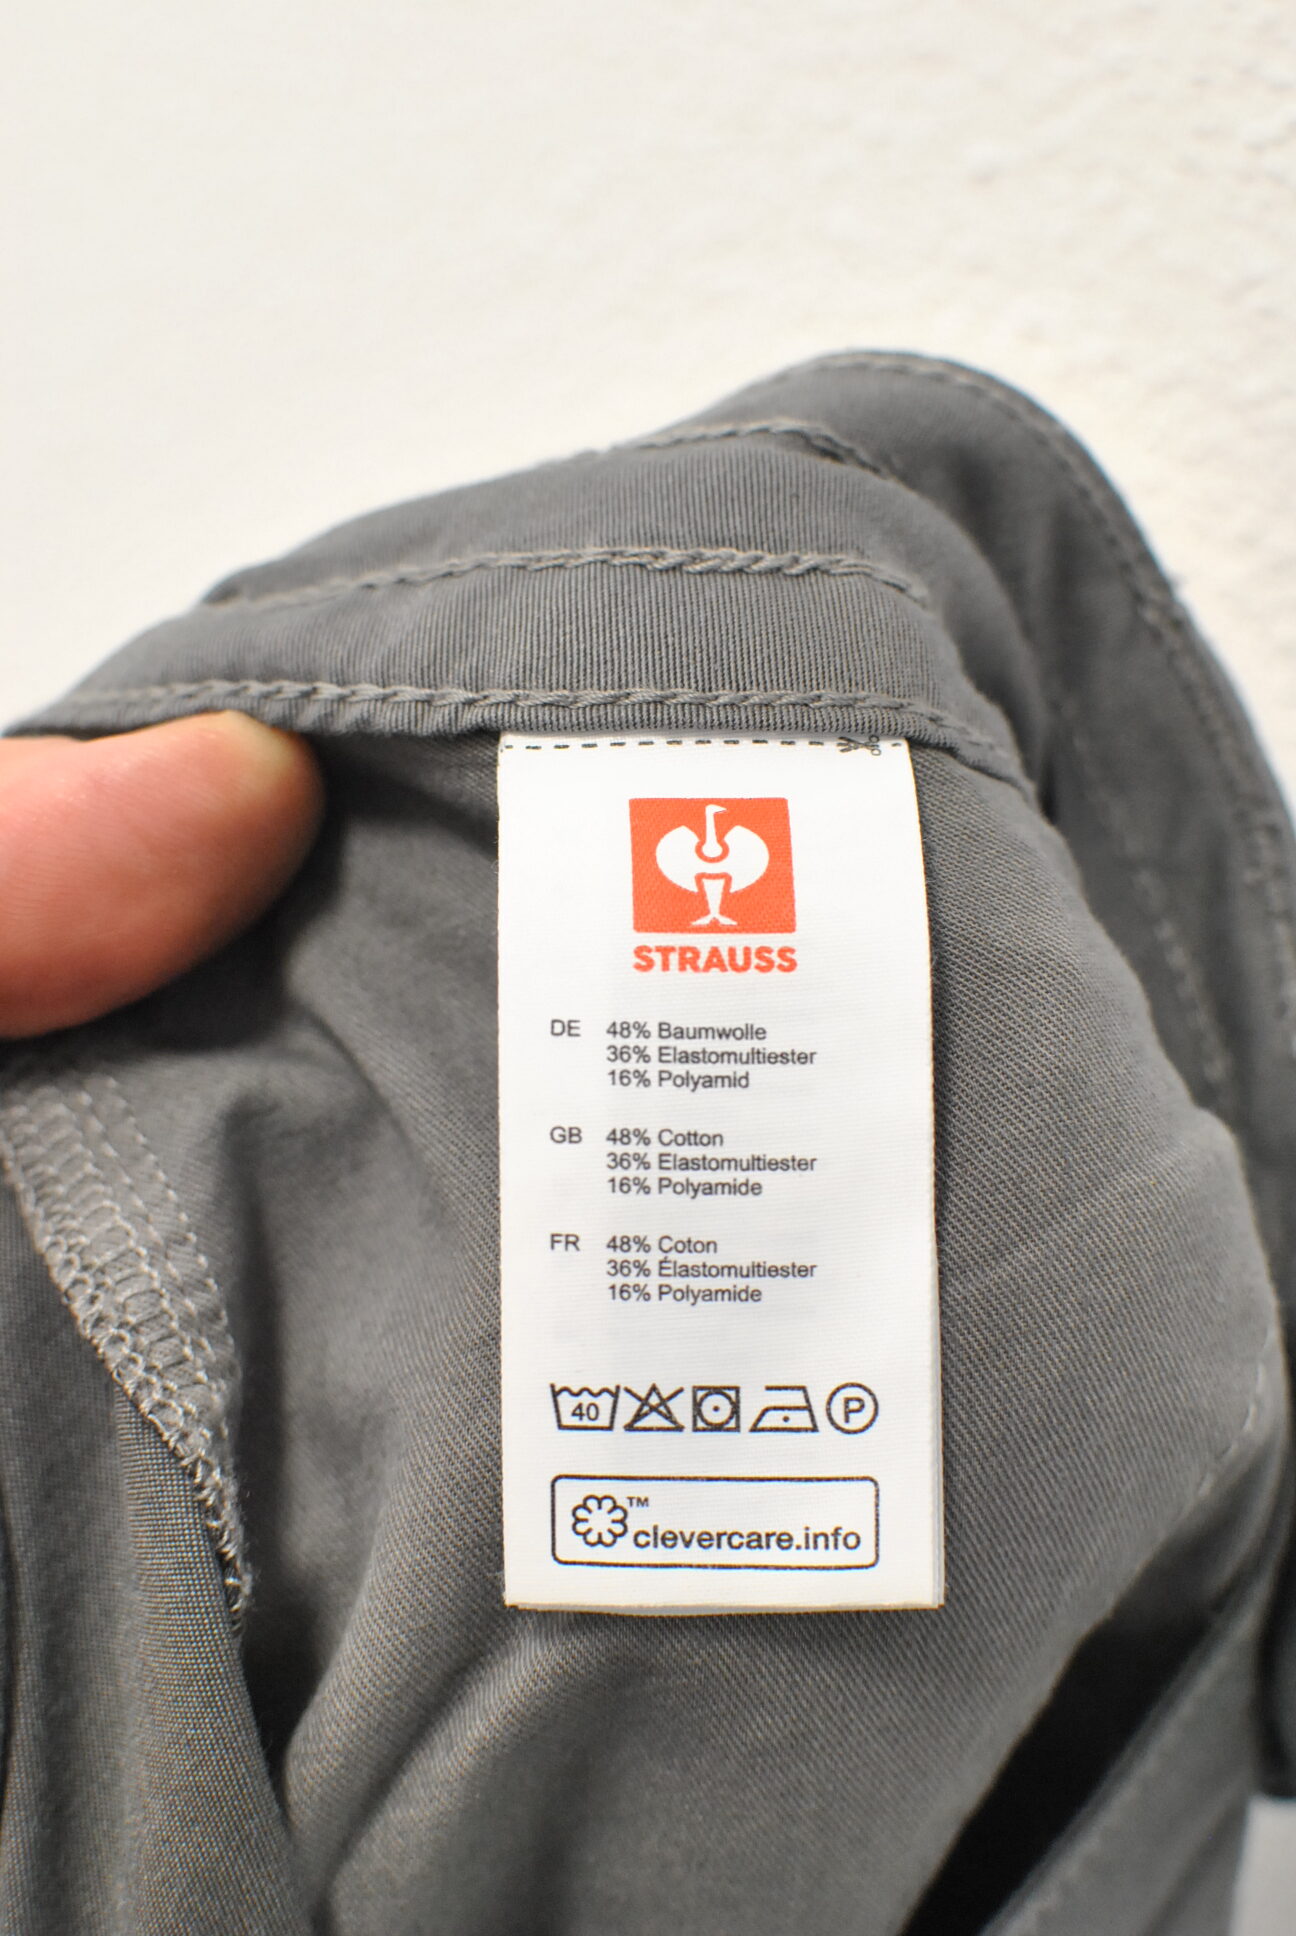 STRAUSS
DE 48% Baumwolle
36% Elastomultiester
16% Polyamid
GB 48% Cotton
36% Elastomultiester
16% Polyamide
FR 48% Coton
36% Élastomultiester
16% Polyamide
40 P
™
clevercare.info